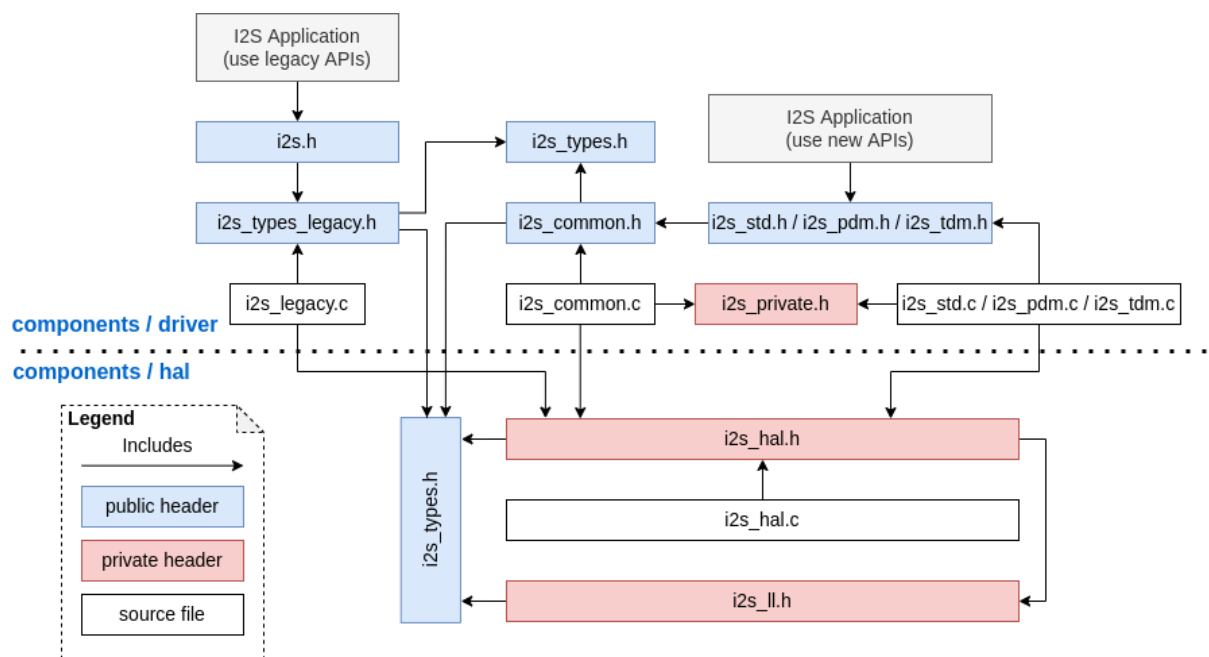 I2S Application
(use legacy APIs)
I2S Application
(use new APIs)
i2s.h
i2s_types.h
i2s_types_legacy.h
i2s_common.h
i2s_std.h / i2s_pdm.h / i2s_tdm.h
i2s_legacy.c
i2s_common.c
i2s_private.h
i2s_std.c / i2s_pdm.c / i2s_tdm.c
components / driver
components / hal
Legend
Includes
public header
private header
source file
i2s_types.h
i2s_hal.h
i2s_hal.c
i2s_ll.h